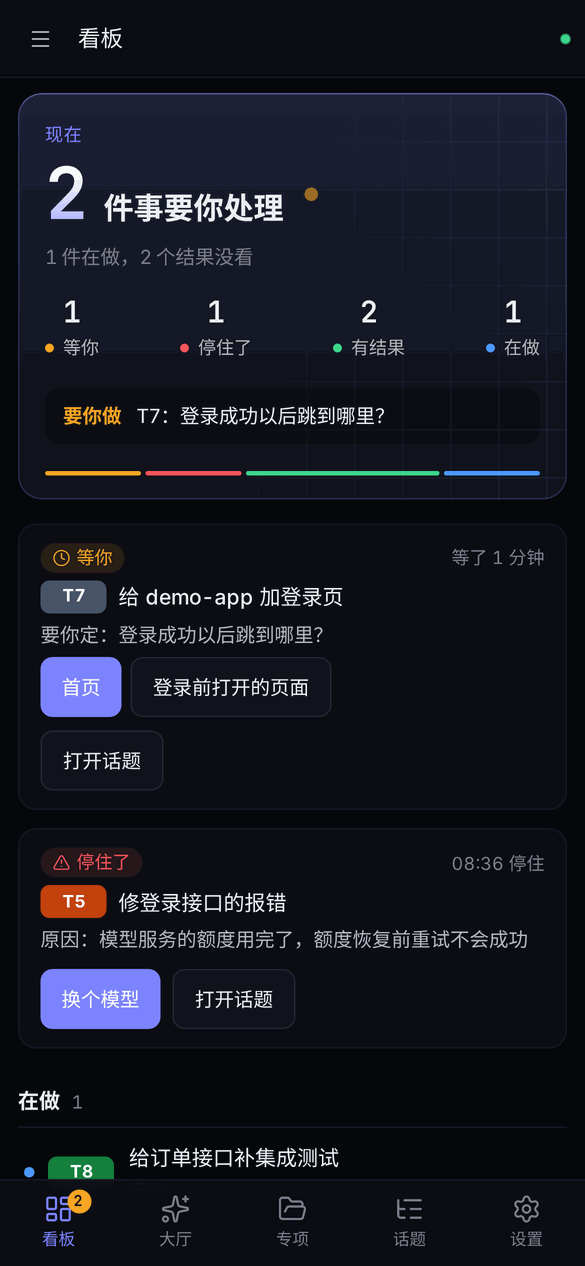 看板
现在
2 件事要你处理
1 件在做，2 个结果没看
1 1 2 1
等你 停住了 有结果 在做
要你做 T7：登录成功以后跳到哪里？
等你 等了 1 分钟
T7 给 demo-app 加登录页
要你定：登录成功以后跳到哪里？
首页 登录前打开的页面
打开话题
停住了 08:36 停住
T5 修登录接口的报错
原因：模型服务的额度用完了，额度恢复前重试不会成功
换个模型 打开话题
在做 1
给订单接口补集成测试
T8
2
看板 大厅 专项 话题 设置